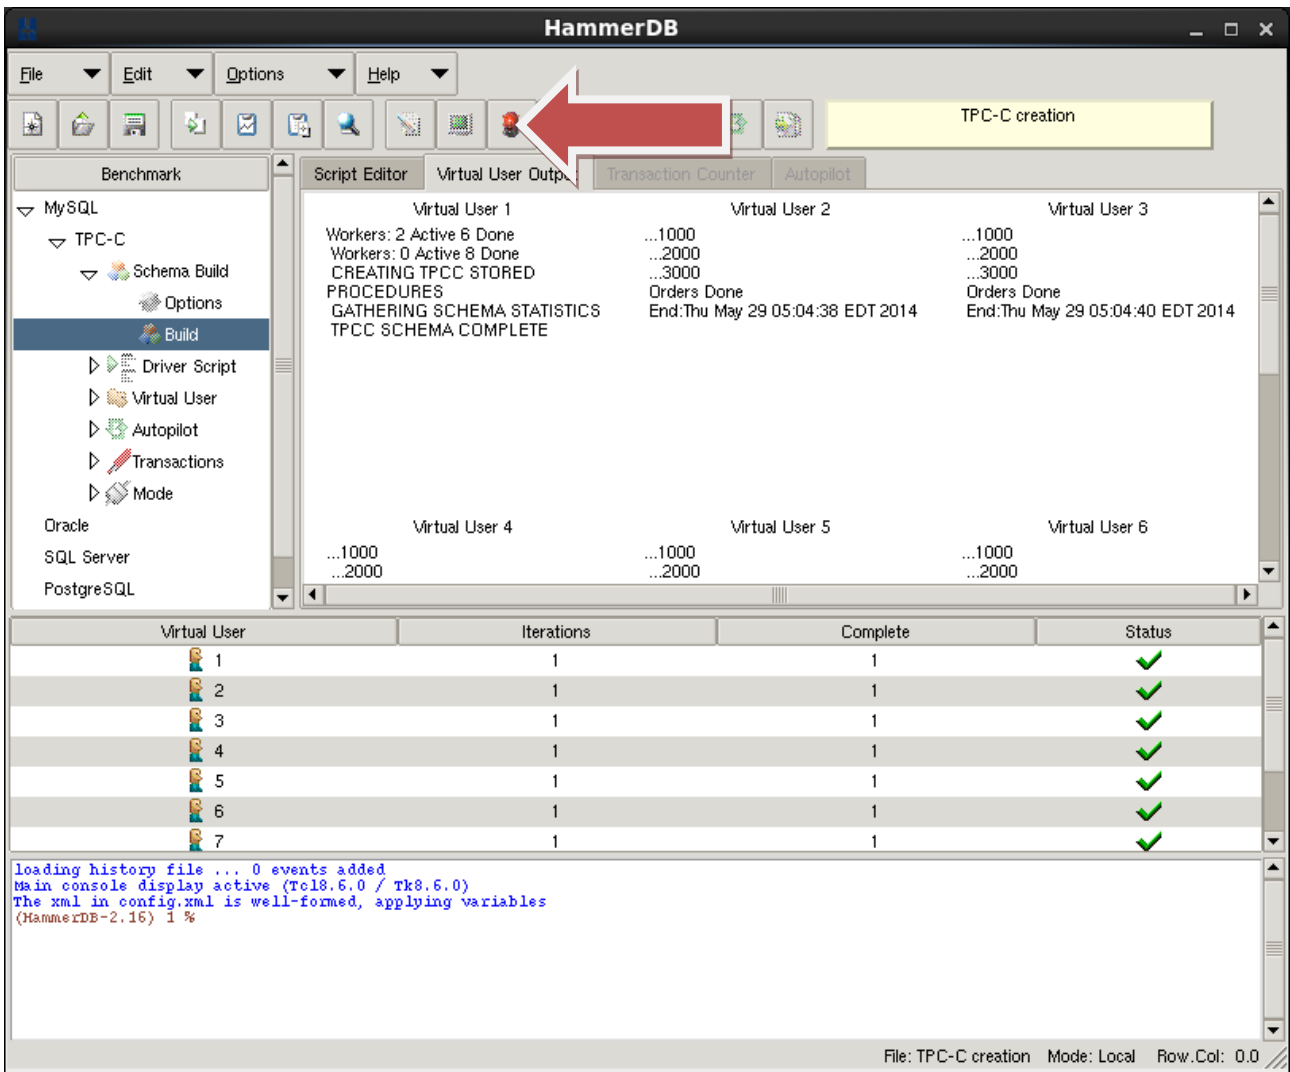 HammerDB
File Edit Options Help
TPC-C creation
Benchmark
Script Editor Virtual User Output Transaction Counter Autopilot
MySQL
TPC-C
Schema Build
Options
Build
Driver Script
Virtual User
Autopilot
Transactions
Mode
Oracle
SQL Server
PostgreSQL
Virtual User 1
Workers: 2 Active 6 Done
Workers: 0 Active 8 Done
CREATING TPCC STORED
PROCEDURES
GATHERING SCHEMA STATISTICS
TPCC SCHEMA COMPLETE
Virtual User 2
...1000
...2000
...3000
Orders Done
End:Thu May 29 05:04:38 EDT 2014
Virtual User 3
...1000
...2000
...3000
Orders Done
End:Thu May 29 05:04:40 EDT 2014
Virtual User 4
...1000
...2000
Virtual User 5
...1000
...2000
Virtual User 6
...1000
...2000
Virtual User Iterations Complete Status
1 1 1
2 1 1
3 1 1
4 1 1
5 1 1
6 1 1
7 1 1
loading history file ... 0 events added
Main console display active (Tcl8.6.0 / Tk8.6.0)
The xml in config.xml is well-formed, applying variables
(HammerDB-2.16) 1 %
File: TPC-C creation Mode: Local Row.Col: 0.0